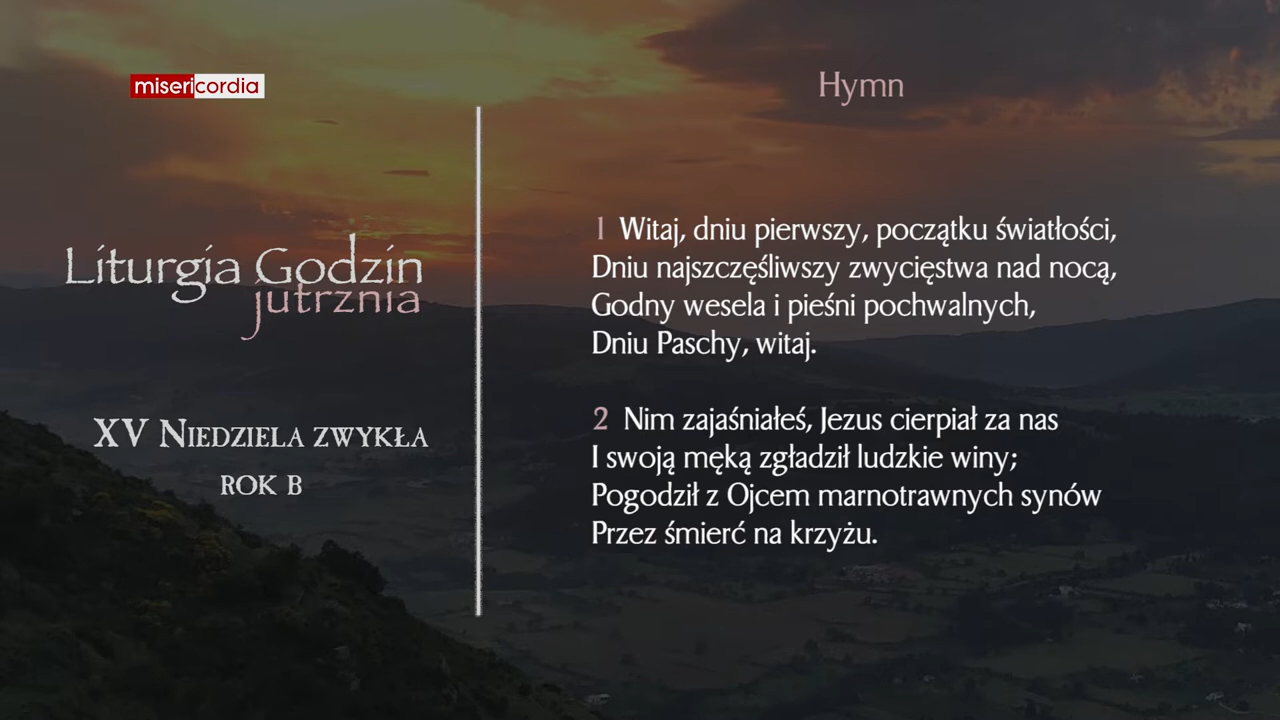 misericordia
Liturgia Godzin
jutrznia
XV Niedziela zwykła
rok B
Hymn
1 Witaj, dniu pierwszy, początku światłości,
Dniu najszczęśliwszy zwycięstwa nad nocą,
Godny wesela i pieśni pochwalnych,
Dniu Paschy, witaj.
2 Nim zajaśniałeś, Jezus cierpiał za nas
I swoją męką zgładził ludzkie winy;
Pogodził z Ojcem marnotrawnych synów
Przez śmierć na krzyżu.